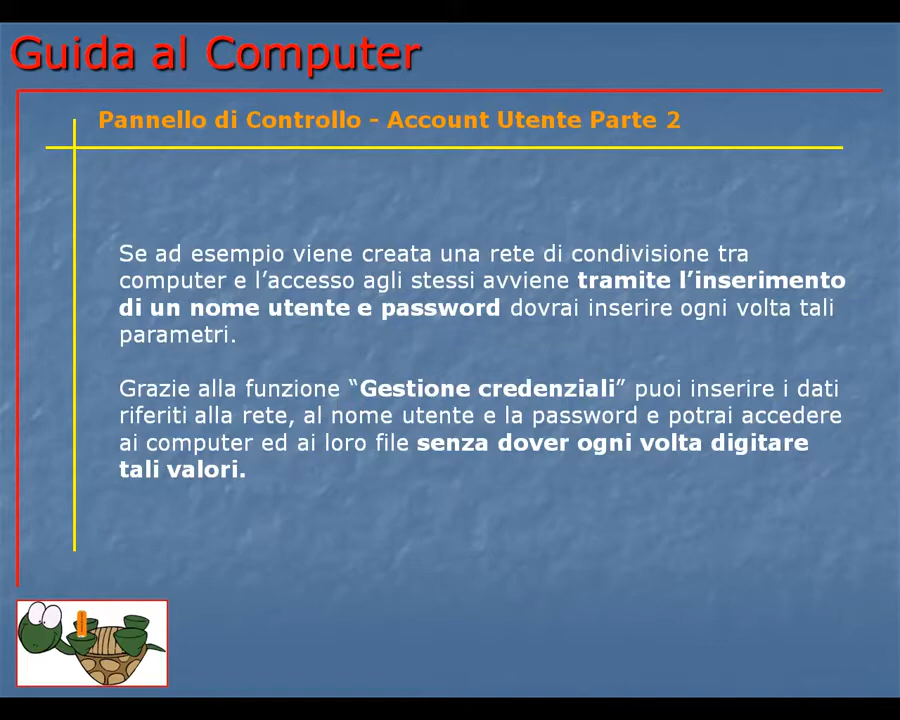 Guida al Computer
Pannello di Controllo - Account Utente Parte 2
Se ad esempio viene creata una rete di condivisione tra
computer e l’accesso agli stessi avviene tramite l’inserimento
di un nome utente e password dovrai inserire ogni volta tali
parametri.
Grazie alla funzione “Gestione credenziali” puoi inserire i dati
riferiti alla rete, al nome utente e la password e potrai accedere
ai computer ed ai loro file senza dover ogni volta digitare
tali valori.